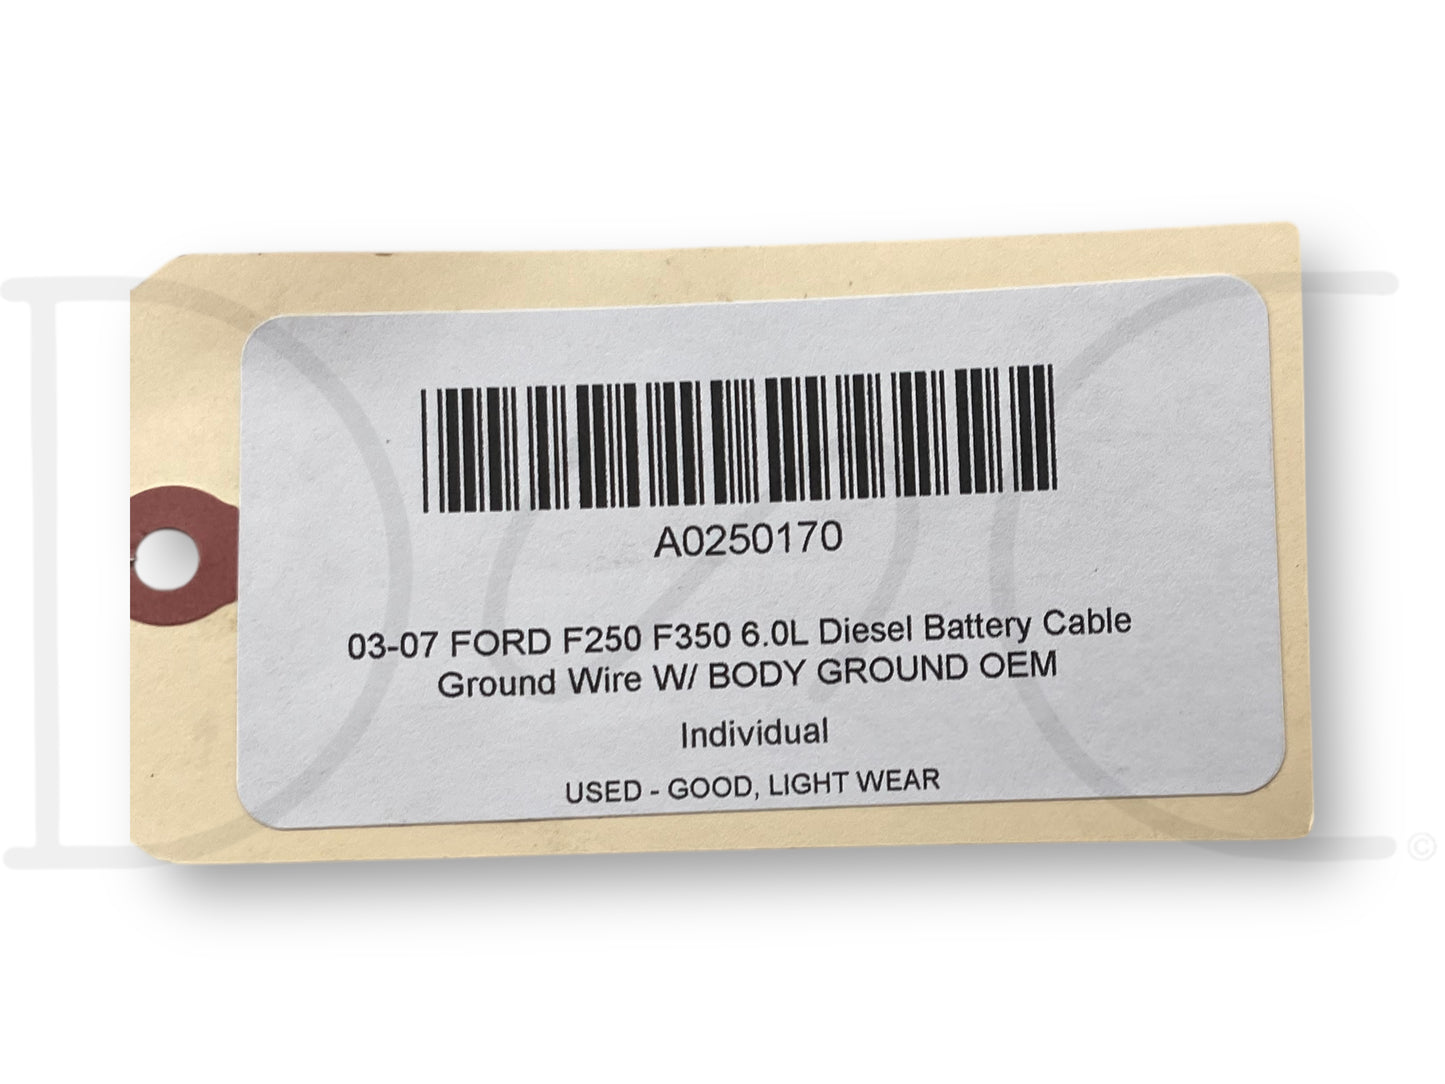 A0250170
03-07 FORD F250 F350 6.0L Diesel Battery Cable
Ground Wire W/ BODY GROUND OEM
Individual
USED - GOOD, LIGHT WEAR
©